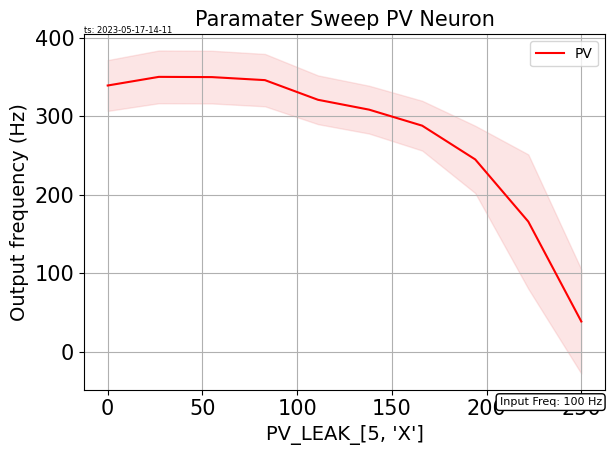 Paramater Sweep PV Neuron
ts: 2023-05-17-14-11
PV
Output frequency (Hz)
400
300
200
100
0
0 50 100 150 200 250
Input Freq: 100 Hz
PV_LEAK_[5, 'X']